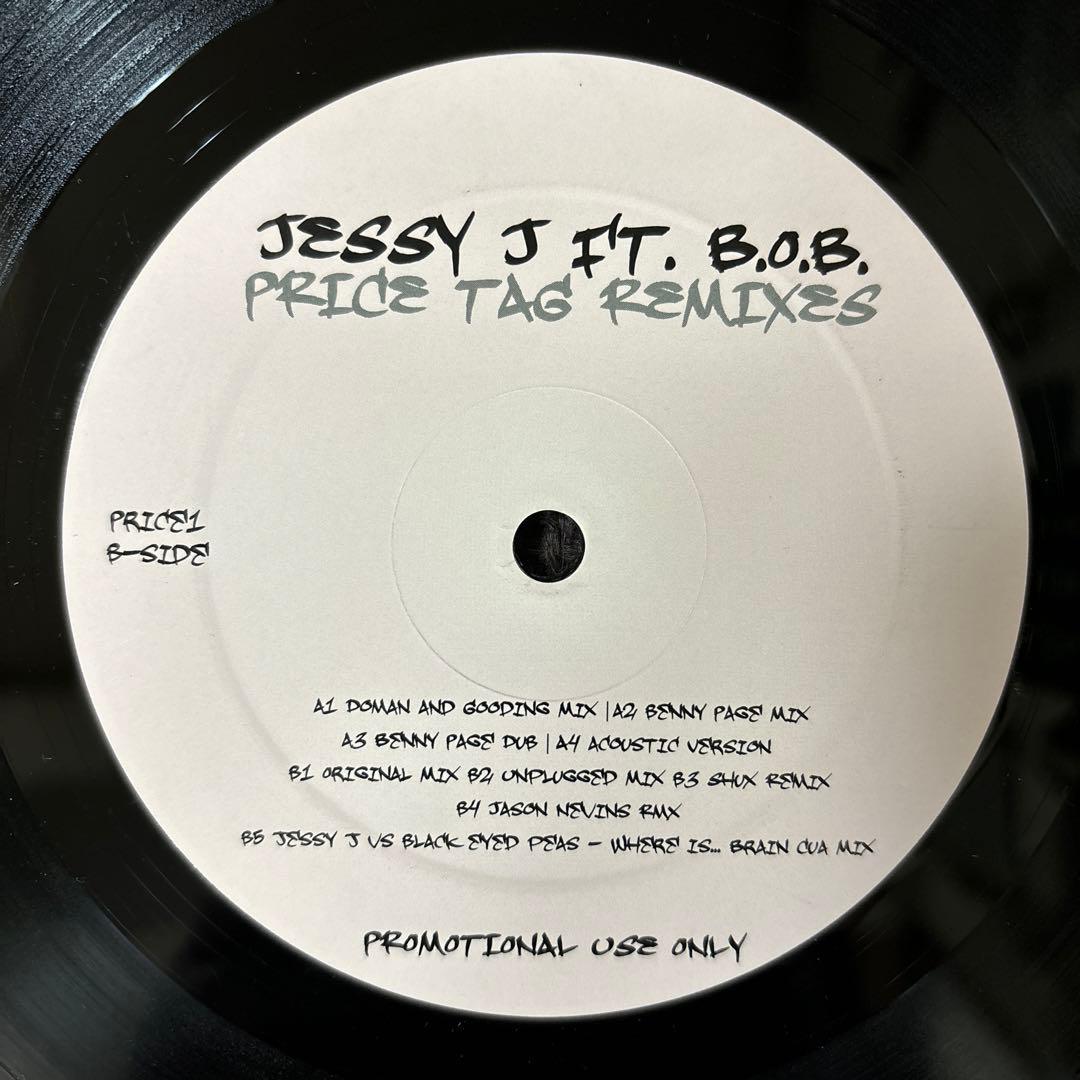 JESSY J FT. B.O.B.
PRICE TAG REMIXES
PRICE1
B-SIDE
A1 DOMAN AND GOODING MIX | A2 BENNY PAGE MIX
A3 BENNY PAGE DUB | A4 ACOUSTIC VERSION
B1 ORIGINAL MIX B2 UNPLUGGED MIX B3 SHUX REMIX
B4 JASON NEVINS RMX
B5 JESSY J VS BLACK EYED PEAS - WHERE IS... BRAIN CUA MIX
PROMOTIONAL USE ONLY